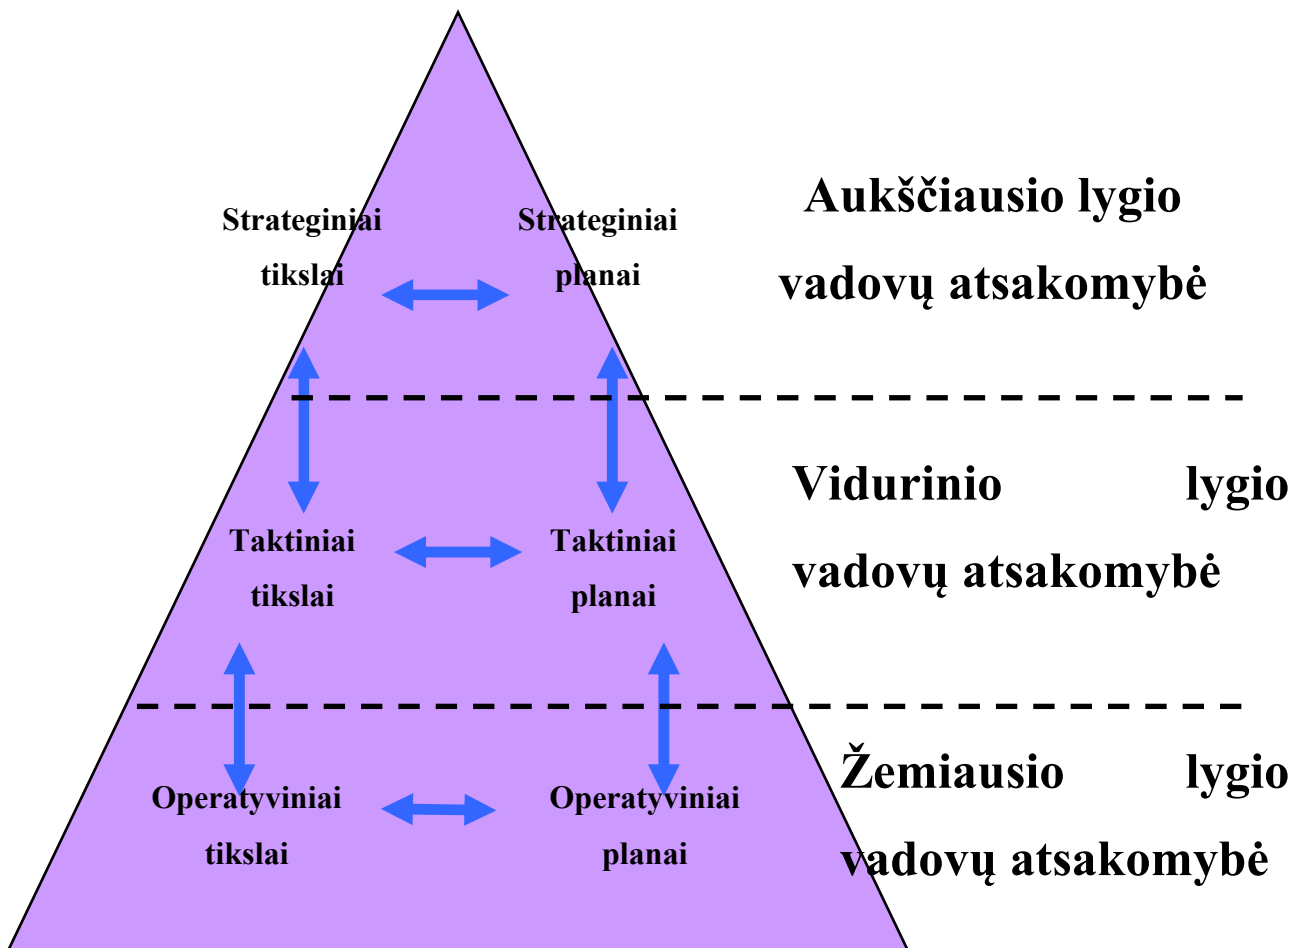 Strateginiai
tikslai
Strateginiai
planai
Aukščiausio lygio
vadovų atsakomybė
Taktiniai
tikslai
Taktiniai
planai
Vidurinio lygio
vadovų atsakomybė
Operatyviniai
tikslai
Operatyviniai
planai
Žemiausio lygio
vadovų atsakomybė